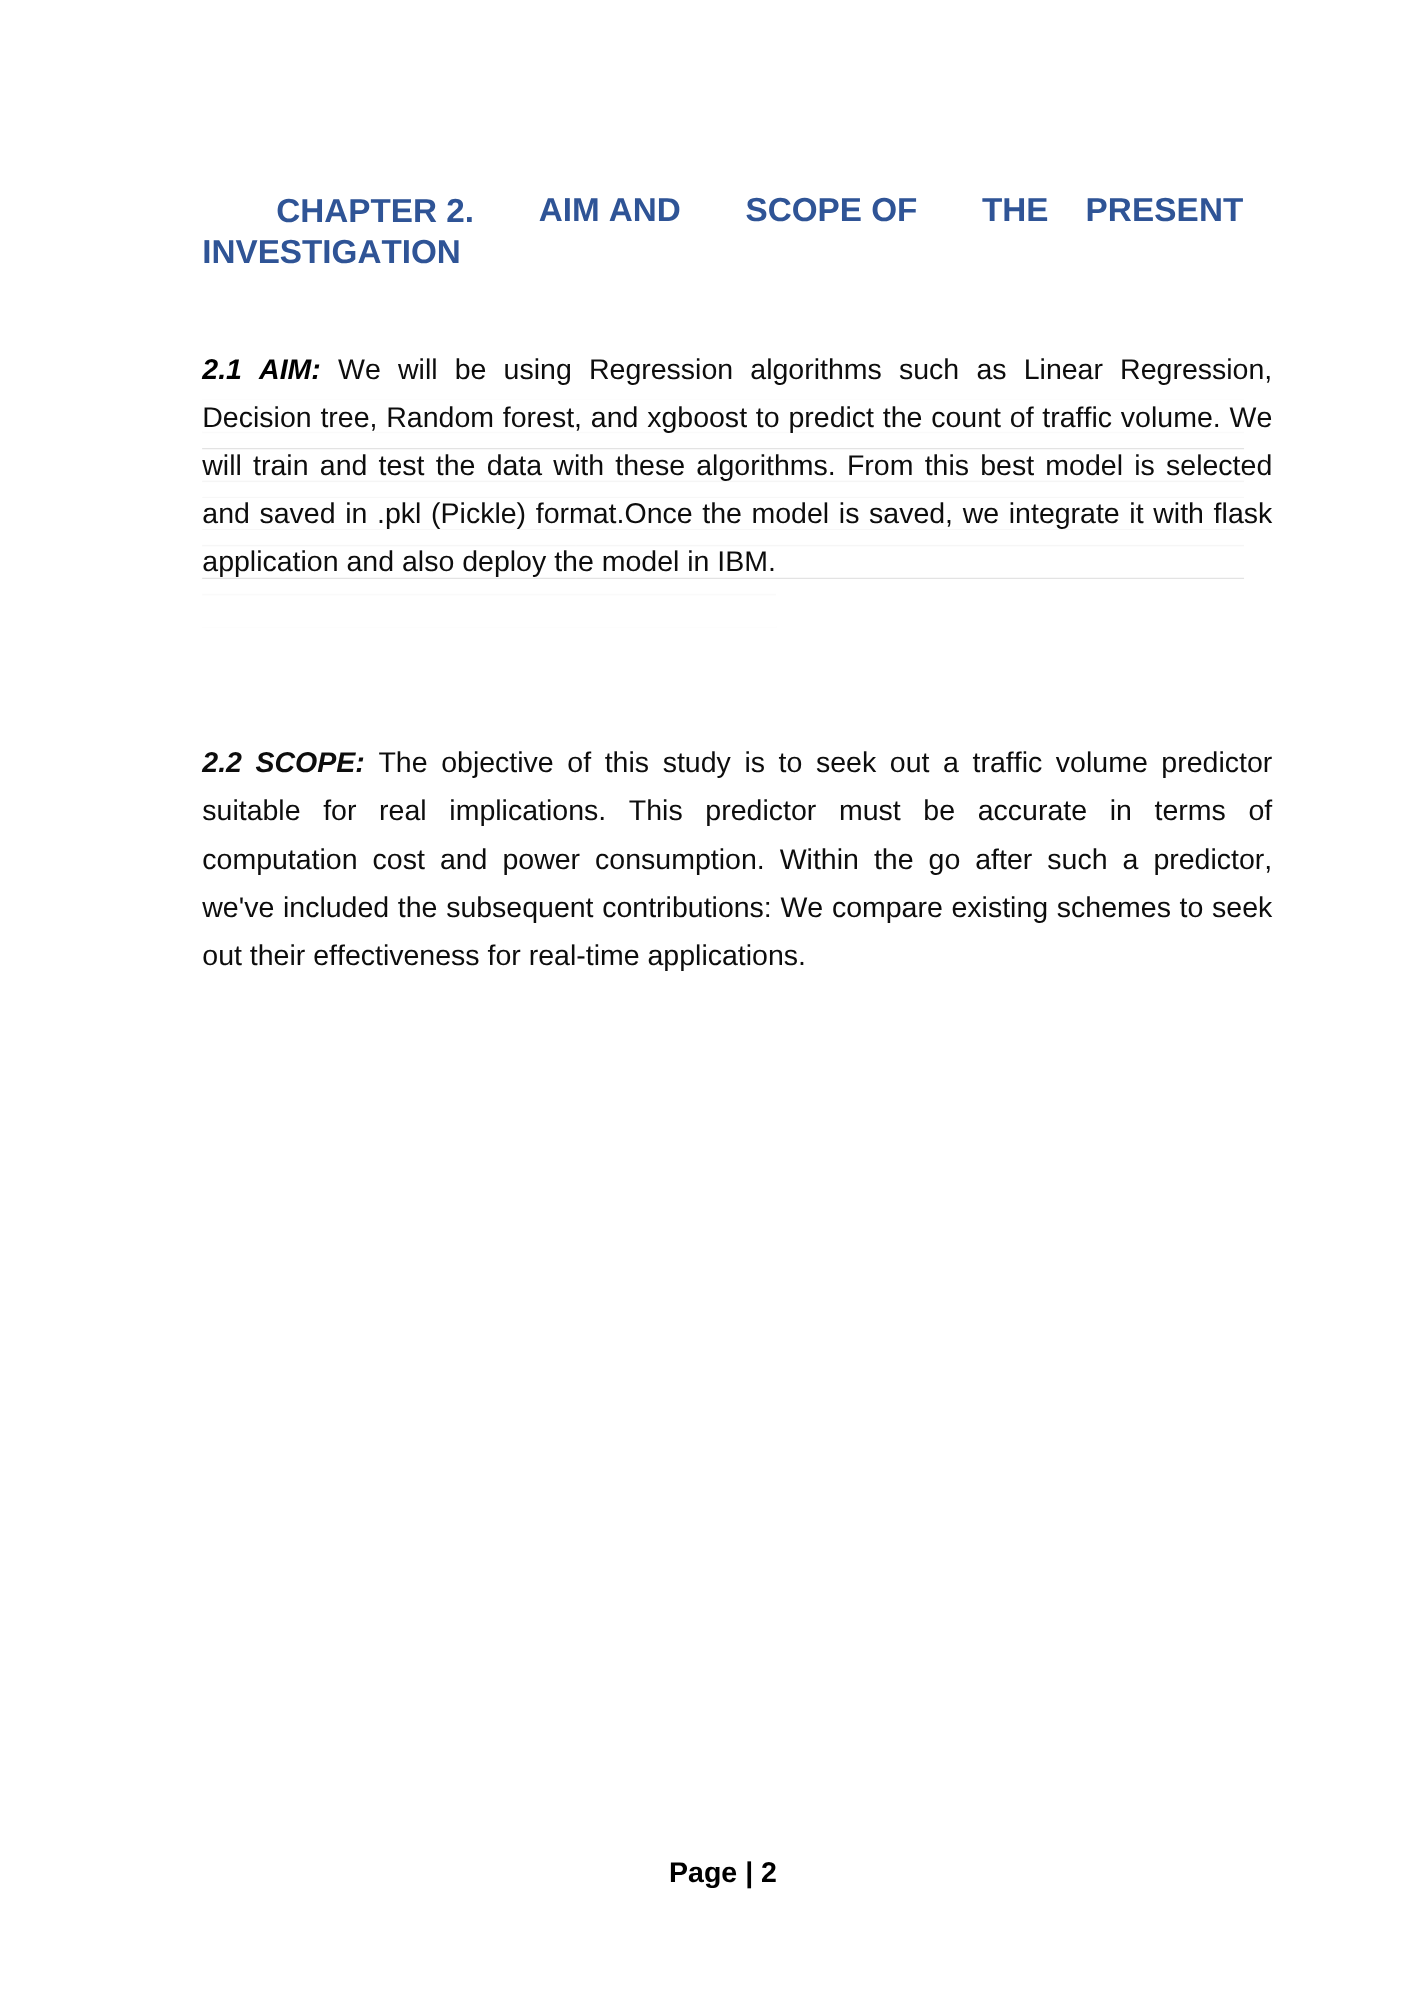 CHAPTER 2. AIM AND SCOPE OF THE PRESENT
INVESTIGATION
2.1 AIM: We will be using Regression algorithms such as Linear Regression,
Decision tree, Random forest, and xgboost to predict the count of traffic volume. We
will train and test the data with these algorithms. From this best model is selected
and saved in .pkl (Pickle) format.Once the model is saved, we integrate it with flask
application and also deploy the model in IBM.
2.2 SCOPE: The objective of this study is to seek out a traffic volume predictor
suitable for real implications. This predictor must be accurate in terms of
computation cost and power consumption. Within the go after such a predictor,
we've included the subsequent contributions: We compare existing schemes to seek
out their effectiveness for real-time applications.
Page | 2